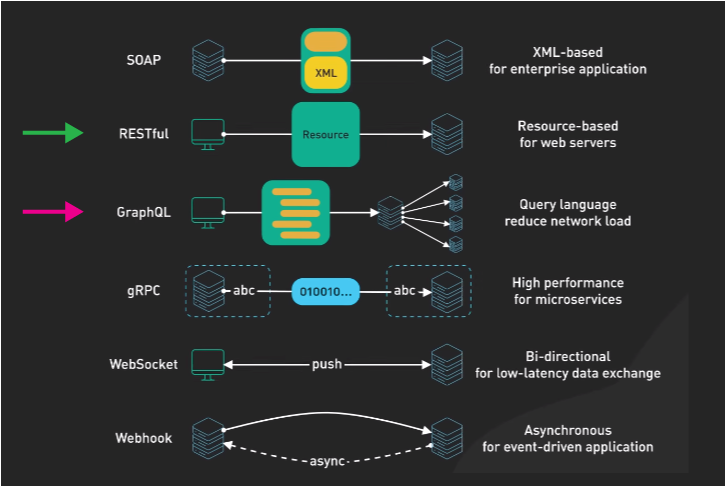 SOAP
XML
XML-based
for enterprise application
RESTful
Resource
Resource-based
for web servers
GraphQL
Query language
reduce network load
gRPC
abc
010010...
abc
High performance
for microservices
WebSocket
push
Bi-directional
for low-latency data exchange
Webhook
async
Asynchronous
for event-driven application